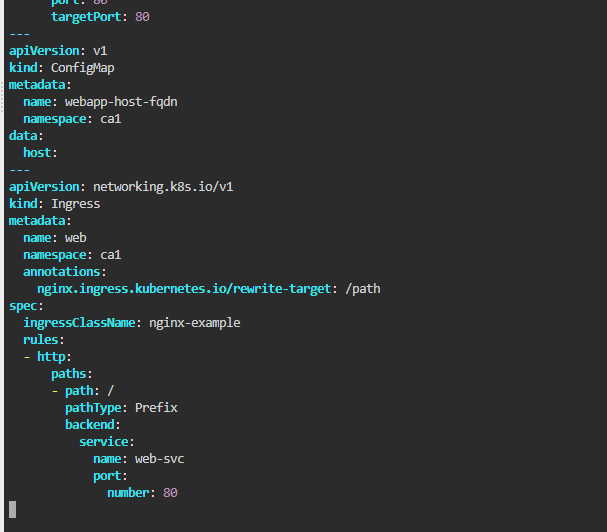 port: 80
targetPort: 80
---
apiVersion: v1
kind: ConfigMap
metadata:
  name: webapp-host-fqdn
  namespace: ca1
data:
  host:
---
apiVersion: networking.k8s.io/v1
kind: Ingress
metadata:
  name: web
  namespace: ca1
  annotations:
    nginx.ingress.kubernetes.io/rewrite-target: /path
spec:
  ingressClassName: nginx-example
  rules:
  - http:
      paths:
      - path: /
        pathType: Prefix
        backend:
          service:
            name: web-svc
            port:
              number: 80